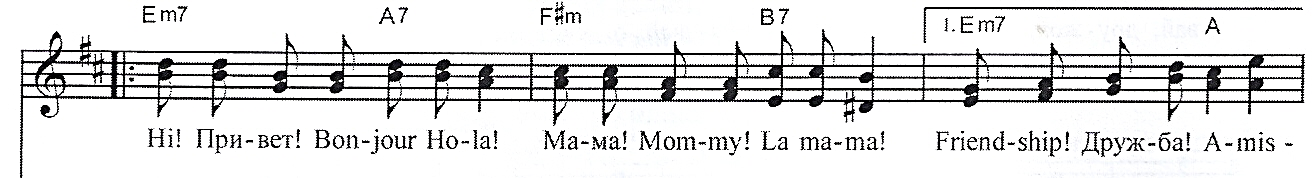 Em7 A7 F#m B7 1. Em7 A
Hi! При-вет! Bon-jour Ho-la! Ма-ма! Mom-my! La ma-ma! Friend-ship! Друж-ба! A-mis -